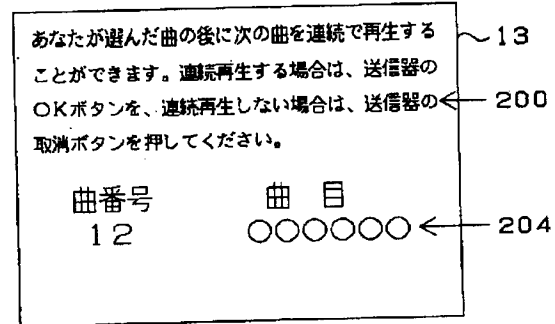 あなたが選んだ曲の後に次の曲を連続で再生する
ことができます。連続再生する場合は、送信器の
OKボタンを、連続再生しない場合は、送信器の
取消ボタンを押してください。
13
200
曲番号 曲 目
12 ○○○○○○
204